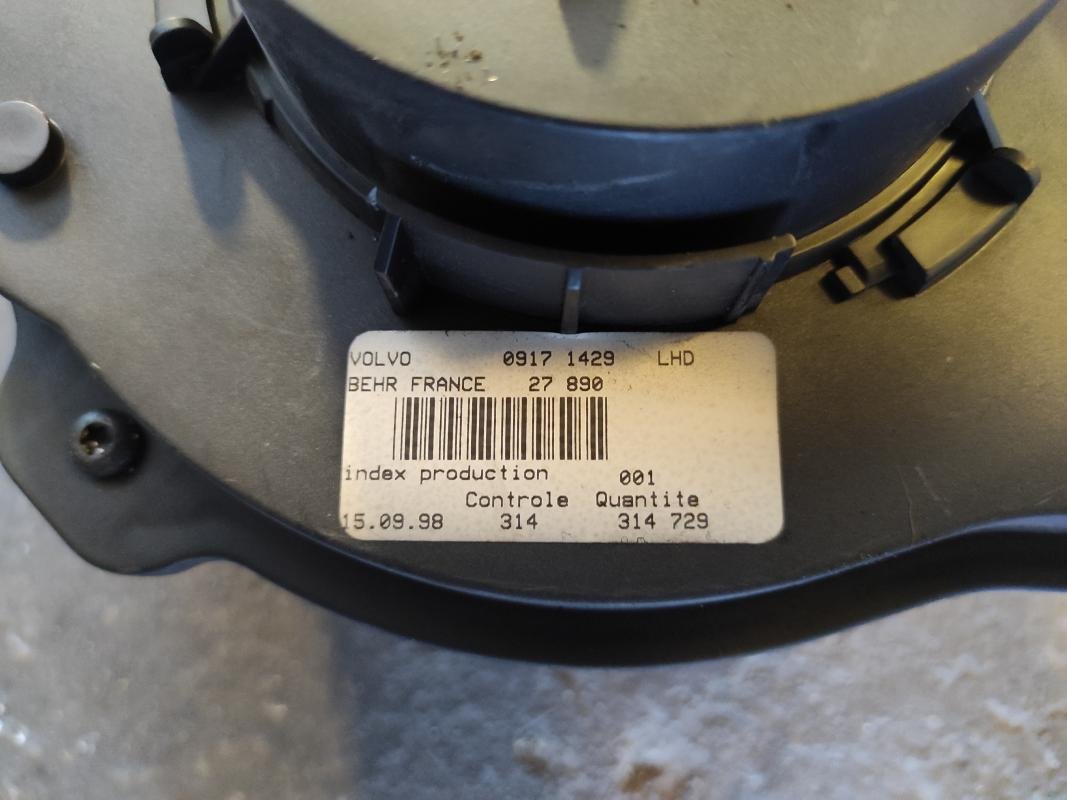 VOLVO 0917 1429 LHD
BEHR FRANCE 27 890
index production 001
Controle Quantite
15.09.98 314 314 729